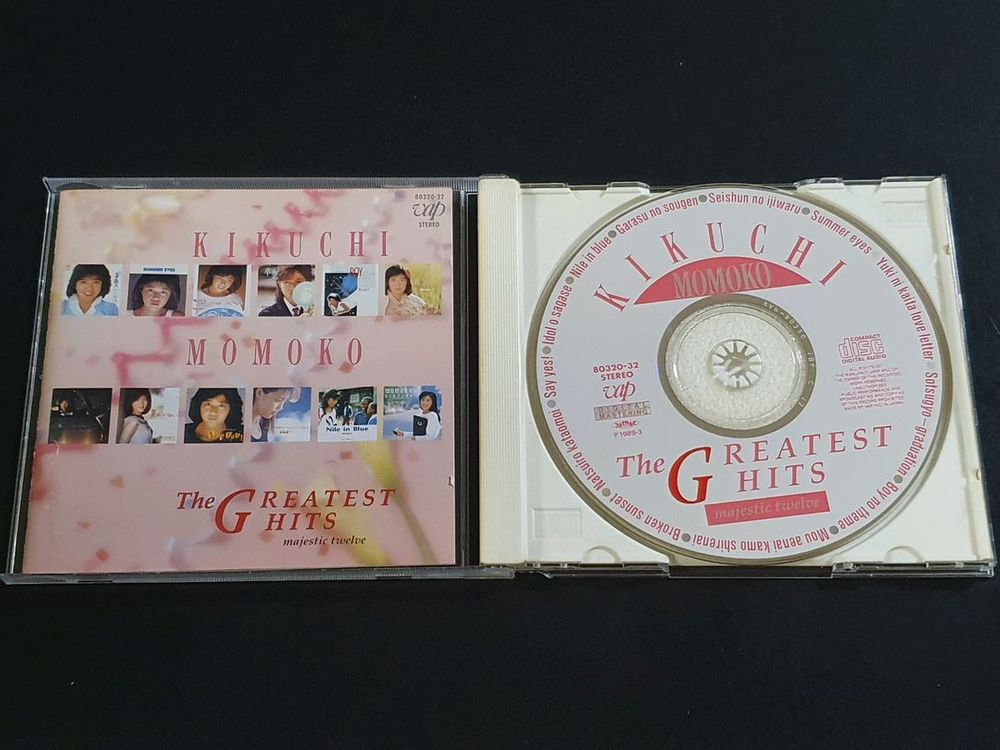 80320-32
vap
STEREO
KIKUCHI
SUMMER EYES
BOY
MOMOKO
Say Yes!
Nile in Blue
The GREATEST
HITS
majestic twelve
Garasu no sougen●Seishun no ijiwaru●Summer eyes●Yuki ni kaita love letter●Sotsugyo-graduation●Boy no theme●Mou aenai kamo shirenai●Broken sunset●Natsuiro kataomoi●Say yes!●Idol o sagase●Nile in blue●
KIKUCHI
MOMOKO
80320-32
STEREO
vap
DIGITAL
MASTERING
℗1989-3
COMPACT
disc
DIGITAL AUDIO
The GREATEST
HITS
majestic twelve